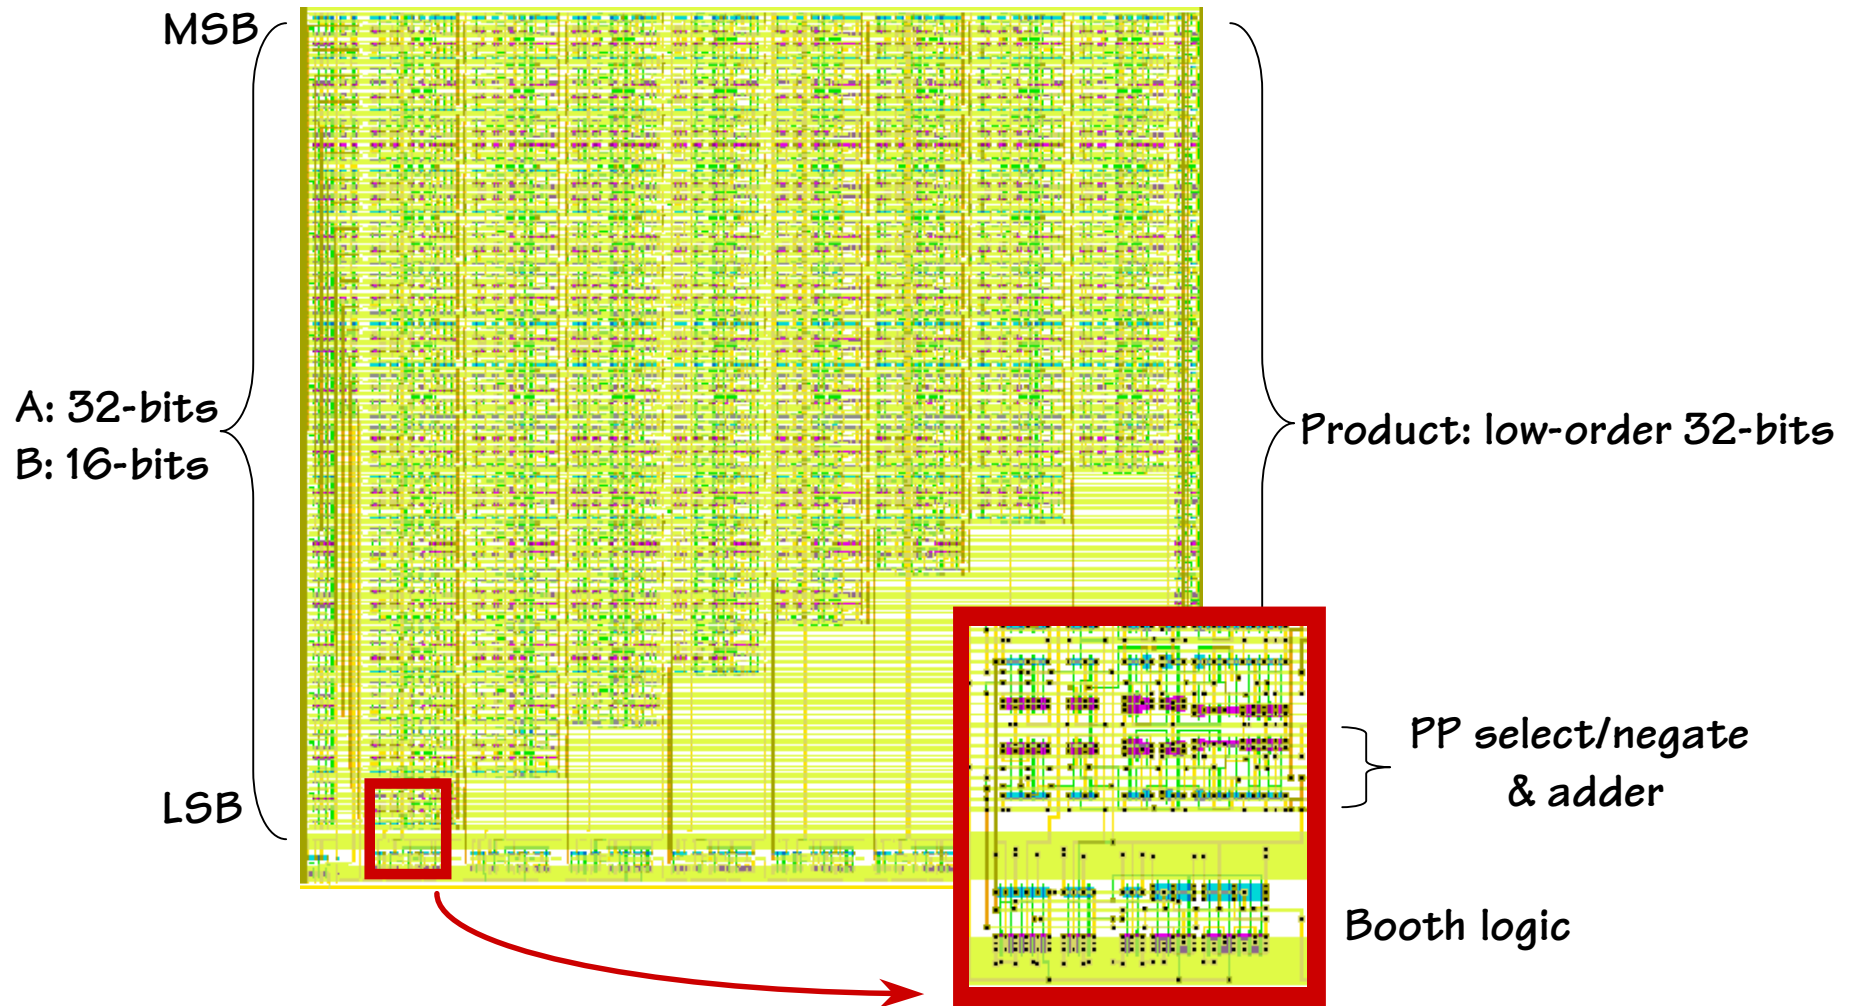 MSB
A: 32-bits
B: 16-bits
LSB
Product: low-order 32-bits
PP select/negate
& adder
Booth logic